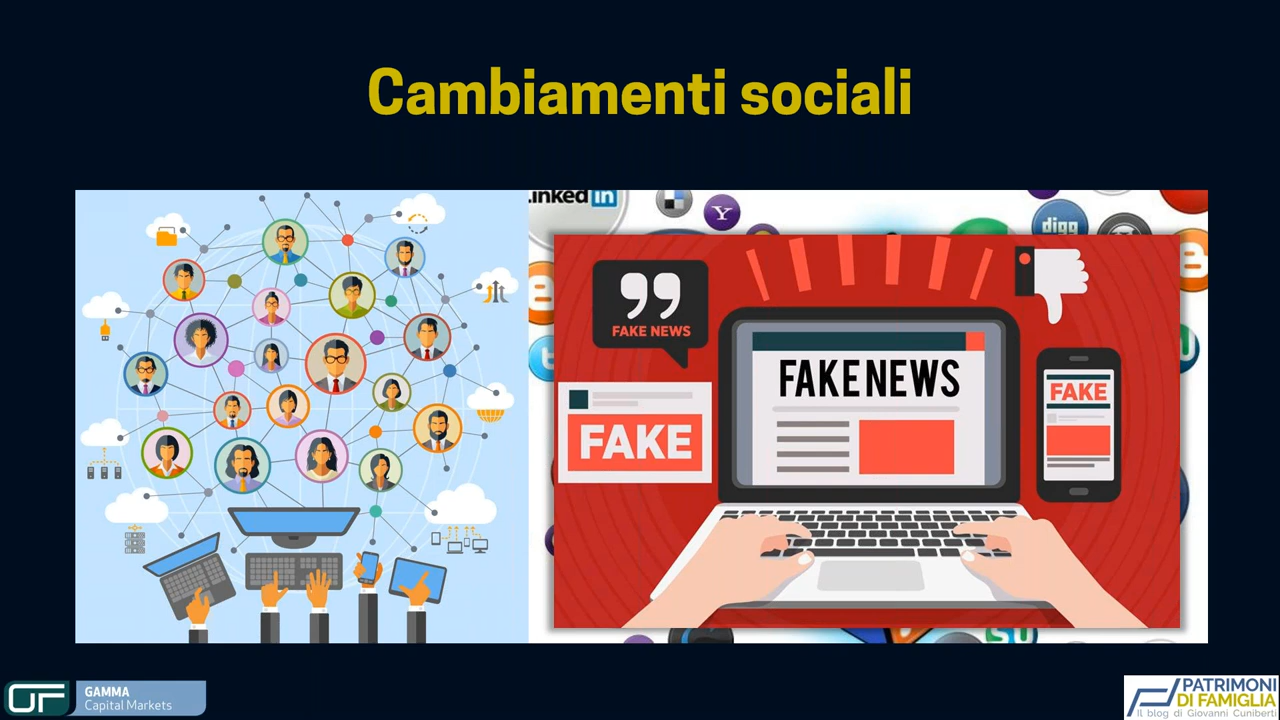 Cambiamenti sociali
Linked in
Y
digg
FAKE NEWS
FAKE NEWS
FAKE
FAKE
GAMMA
Capital Markets
PATRIMONI
DI FAMIGLIA
Il blog di Giovanni Cuniberti